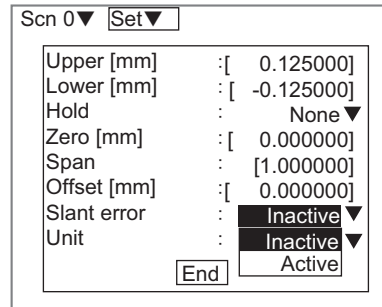 Scn 0▼ Set▼
Upper [mm] :[ 0.125000]
Lower [mm] :[ -0.125000]
Hold : None▼
Zero [mm] :[ 0.000000]
Span : [1.000000]
Offset [mm] :[ 0.000000]
Slant error : Inactive▼
Unit : Inactive▼
Active
End